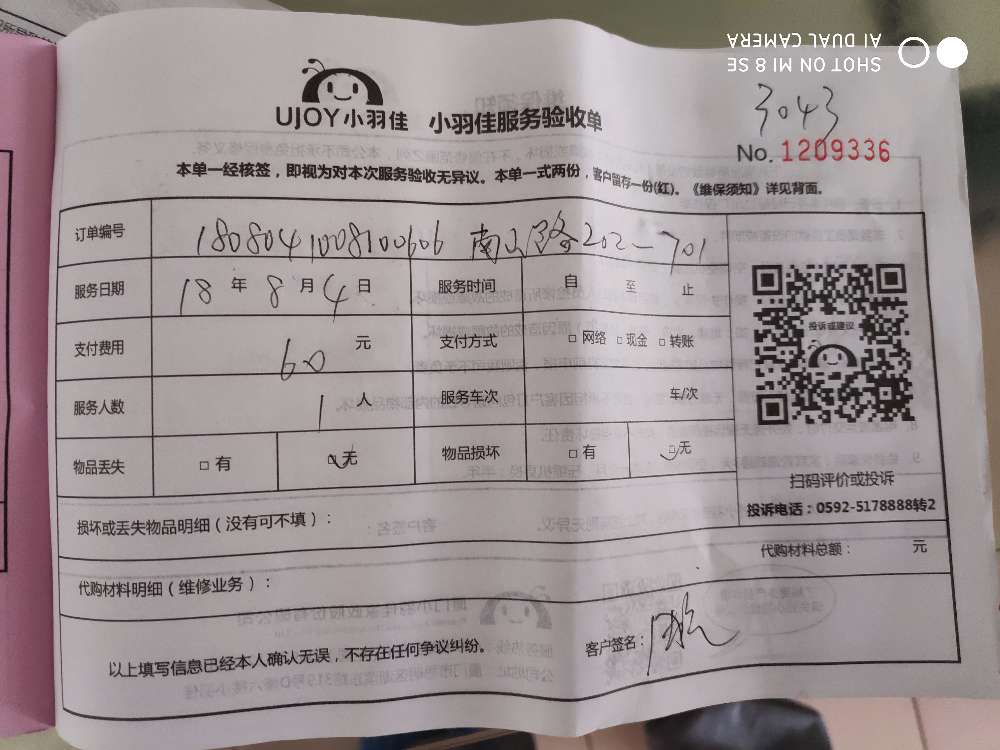 SHOT ON MI 8 SE
AI DUAL CAMERA
3043
UJOY小羽佳 小羽佳服务验收单
No. 1209336
本单一经核签，即视为对本次服务验收无异议。本单一式两份，客户留存一份(红)。《维保须知》详见背面。
订单编号 1808041008100606 南山路202-701
服务日期 18年8月4日 服务时间 自 至 止
支付费用 60元 支付方式 □网络 □现金 □转账
投诉或建议
服务人数 1人 服务车次 车/次
物品丢失 □有 □无 物品损坏 □有 □无
扫码评价或投诉
投诉电话：0592-5178888转2
损坏或丢失物品明细（没有可不填）：
代购材料总额： 元
代购材料明细（维修业务）：
以上填写信息已经本人确认无误，不存在任何争议纠纷。
客户签名：